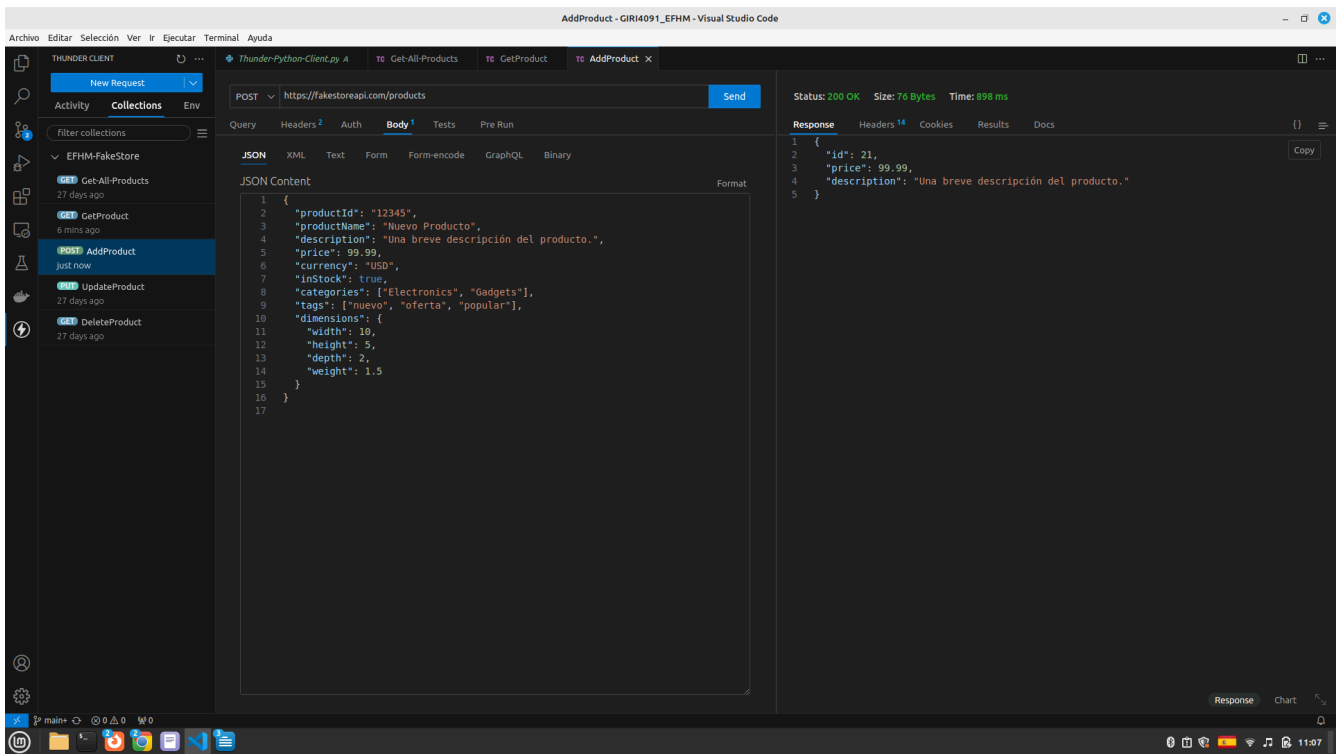 AddProduct - GIRI4091_EFHM - Visual Studio Code
Archivo Editar Selección Ver Ir Ejecutar Terminal Ayuda
THUNDER CLIENT
New Request
Activity Collections Env
filter collections
EFHM-FakeStore
GET Get-All-Products
27 days ago
GET GetProduct
6 mins ago
POST AddProduct
just now
PUT UpdateProduct
27 days ago
GET DeleteProduct
27 days ago
Thunder-Python-Client.py A TC Get-All-Products TC GetProduct TC AddProduct
POST https://fakestoreapi.com/products Send
Query Headers 2 Auth Body 1 Tests Pre Run
JSON XML Text Form Form-encode GraphQL Binary
JSON Content Format
1 {
2 "productId": "12345",
3 "productName": "Nuevo Producto",
4 "description": "Una breve descripción del producto.",
5 "price": 99.99,
6 "currency": "USD",
7 "inStock": true,
8 "categories": ["Electronics", "Gadgets"],
9 "tags": ["nuevo", "oferta", "popular"],
10 "dimensions": {
11 "width": 10,
12 "height": 5,
13 "depth": 2,
14 "weight": 1.5
15 }
16 }
17
Status: 200 OK Size: 76 Bytes Time: 898 ms
Response Headers 14 Cookies Results Docs {}
Copy
1 {
2 "id": 21,
3 "price": 99.99,
4 "description": "Una breve descripción del producto."
5 }
Response Chart
main+ 0 0 0
2 2 3
11:07